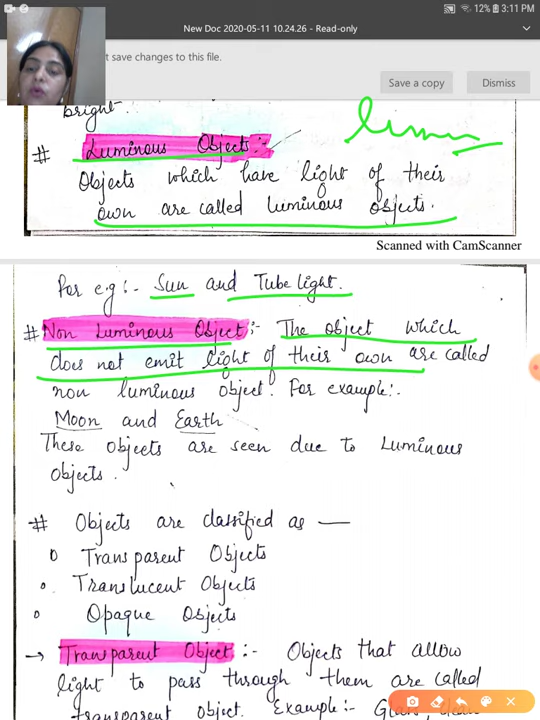 12% 3:11 PM
New Doc 2020-05-11 10.24.26 - Read-only
t save changes to this file.
Save a copy
Dismiss
bright.
# Luminous Objects:-
Objects which have light of their
own are called luminous objects.
Scanned with CamScanner
For eg:- Sun and Tube light.
# Non Luminous Object:- The object which
does not emit light of their own are called
non luminous object. For example:-
Moon and Earth
These objects are seen due to Luminous
objects.
# Objects are classified as —
Transparent Objects
Translucent Objects
Opaque Objects
→ Transparent Object :- Objects that allow
light to pass through them are called
transparent object. Example:- Glass